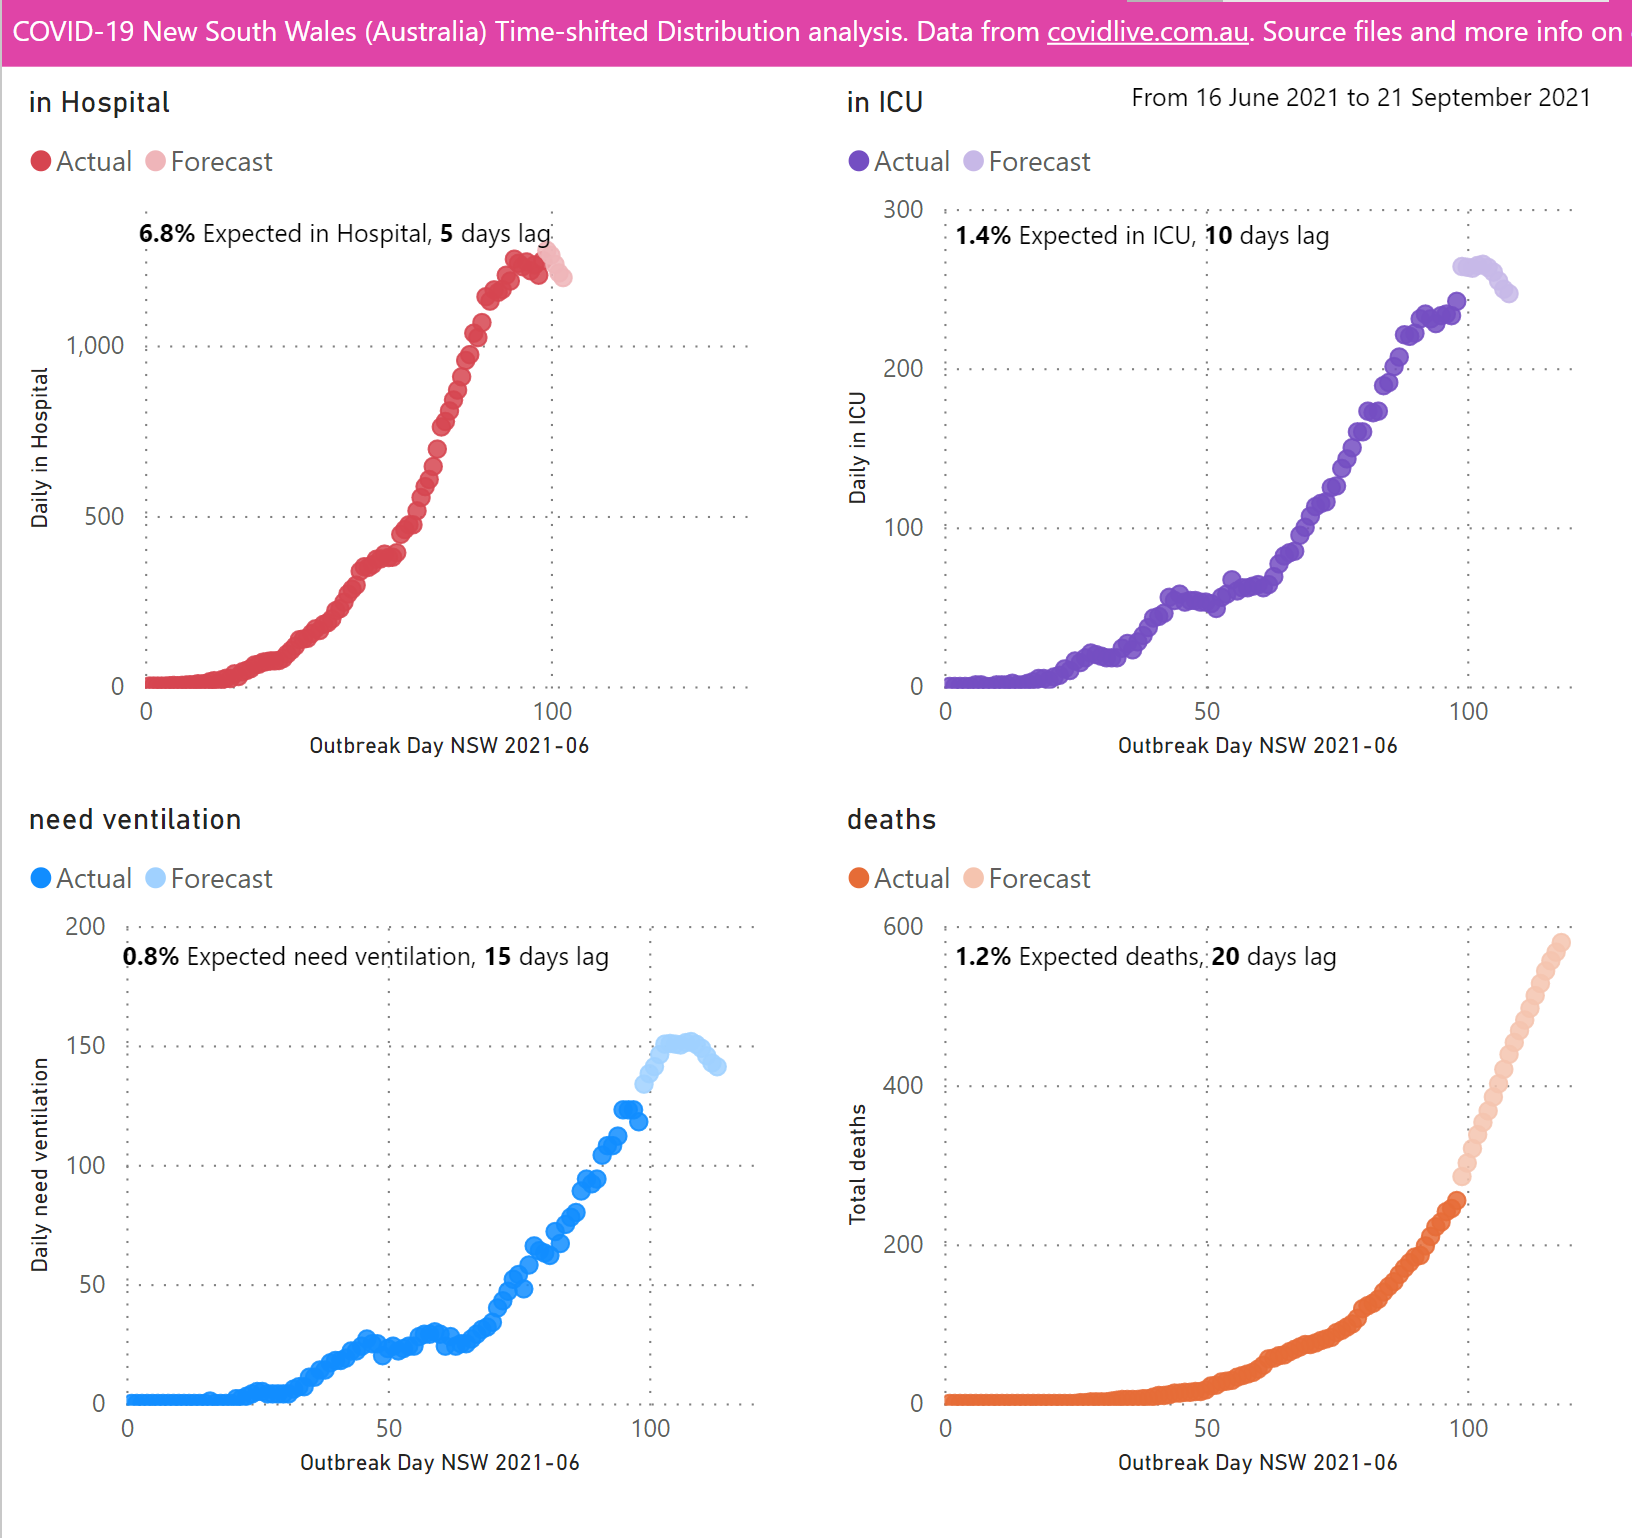 COVID-19 New South Wales (Australia) Time-shifted Distribution analysis. Data from covidlive.com.au. Source files and more info on
in Hospital
Actual Forecast
6.8% Expected in Hospital, 5 days lag
Daily in Hospital
1,000
500
0
0 100
Outbreak Day NSW 2021-06
in ICU
From 16 June 2021 to 21 September 2021
Actual Forecast
1.4% Expected in ICU, 10 days lag
Daily in ICU
300
200
100
0
0 50 100
Outbreak Day NSW 2021-06
need ventilation
Actual Forecast
0.8% Expected need ventilation, 15 days lag
Daily need ventilation
200
150
100
50
0
0 50 100
Outbreak Day NSW 2021-06
deaths
Actual Forecast
1.2% Expected deaths, 20 days lag
Total deaths
600
400
200
0
0 50 100
Outbreak Day NSW 2021-06